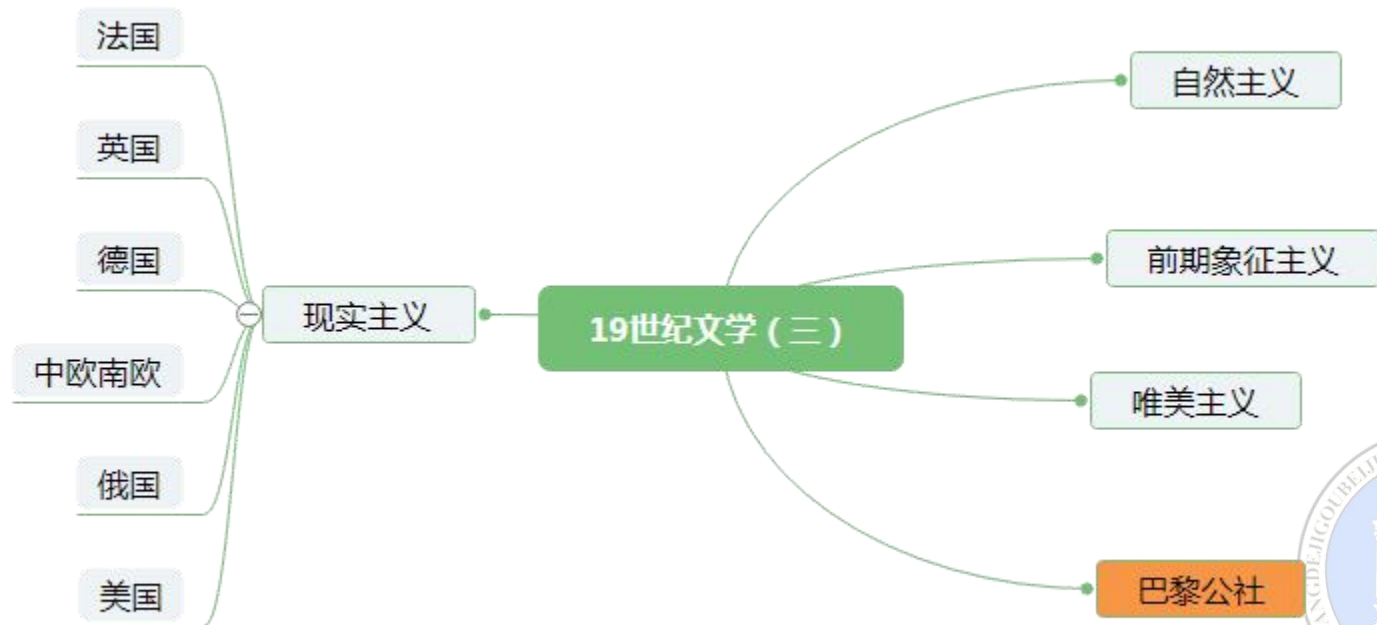 法国
英国
德国
中欧南欧
俄国
美国
现实主义
19世纪文学（三）
自然主义
前期象征主义
唯美主义
巴黎公社